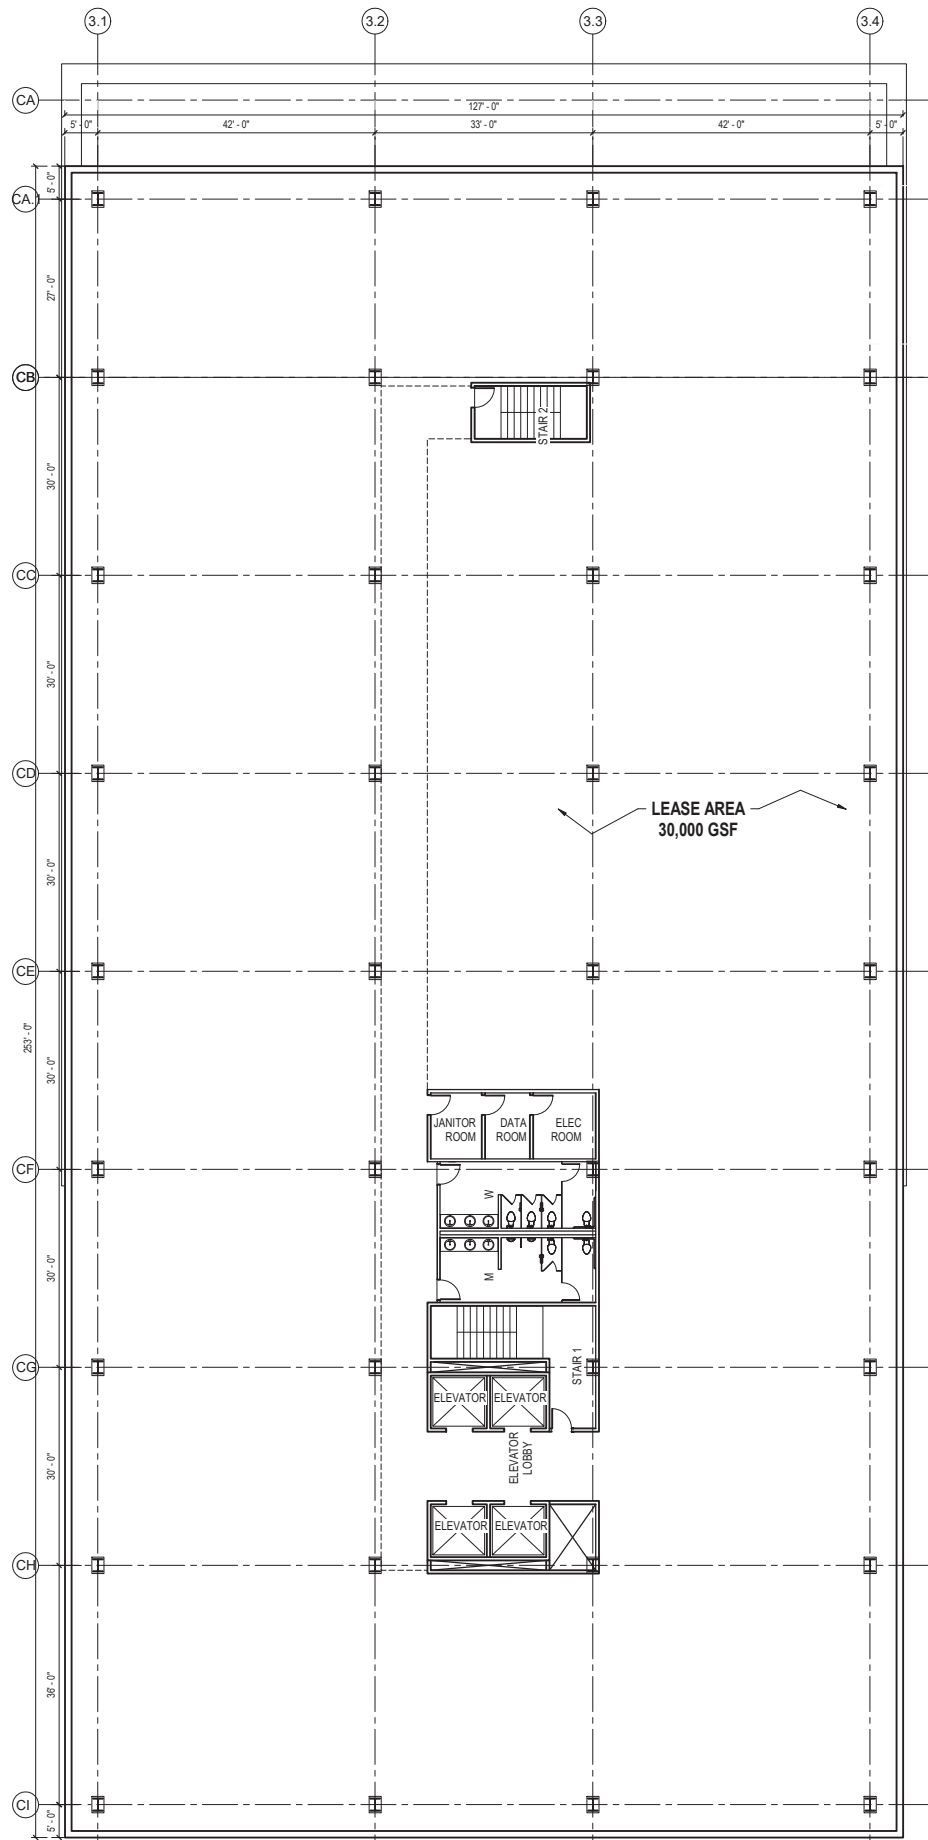 3.1
3.2
3.3
3.4
CA
127' - 0"
5' - 0"
42' - 0"
33' - 0"
42' - 0"
5' - 0"
5' - 0"
CA.
27' - 0"
CB
STAIR 2
30' - 0"
CC
30' - 0"
CD
LEASE AREA
30,000 GSF
30' - 0"
CE
253' - 0"
30' - 0"
JANITOR
ROOM
DATA
ROOM
ELEC
ROOM
CF
W
30' - 0"
M
CG
STAIR 1
ELEVATOR
ELEVATOR
ELEVATOR
LOBBY
30' - 0"
ELEVATOR
ELEVATOR
CH
36' - 0"
CI
5' - 0"